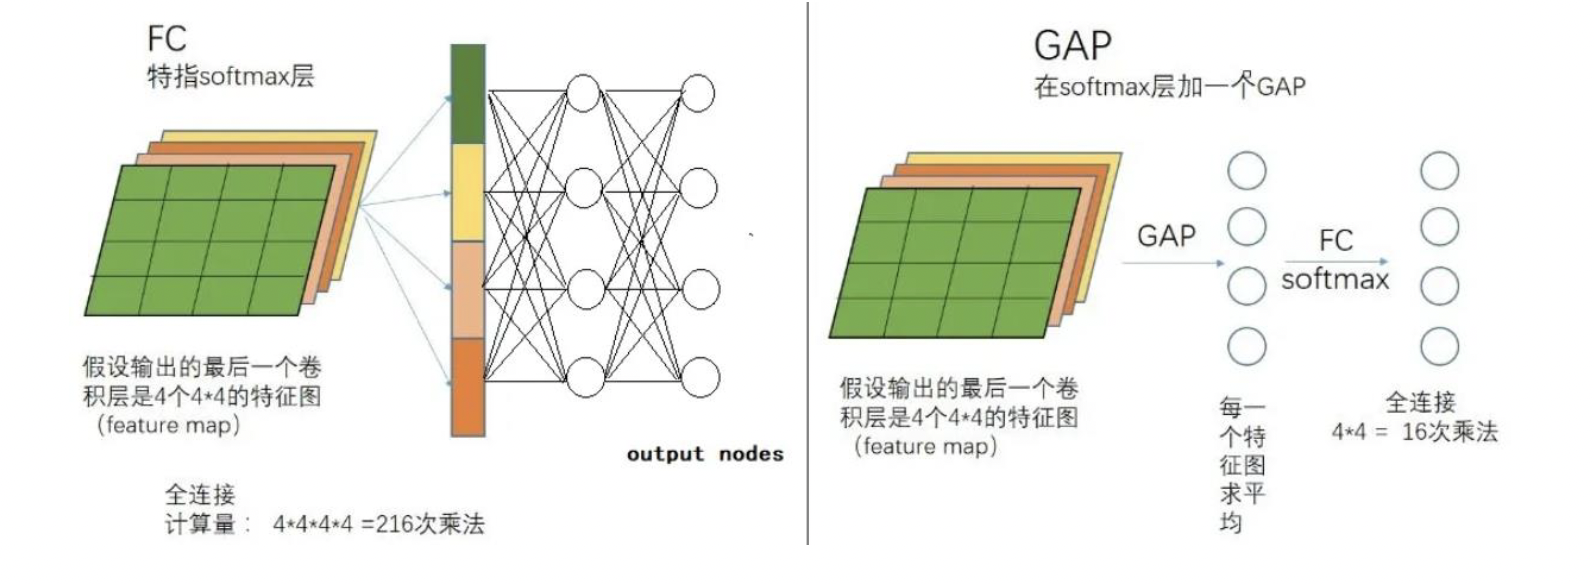 FC
特指softmax层
假设输出的最后一个卷
积层是4个4*4的特征图
（feature map）
output nodes
全连接
计算量： 4*4*4*4 =216次乘法
GAP
在softmax层加一个GAP
GAP
FC
softmax
假设输出的最后一个卷
积层是4个4*4的特征图
（feature map）
每一
个特
征图
求平
均
全连接
4*4 = 16次乘法